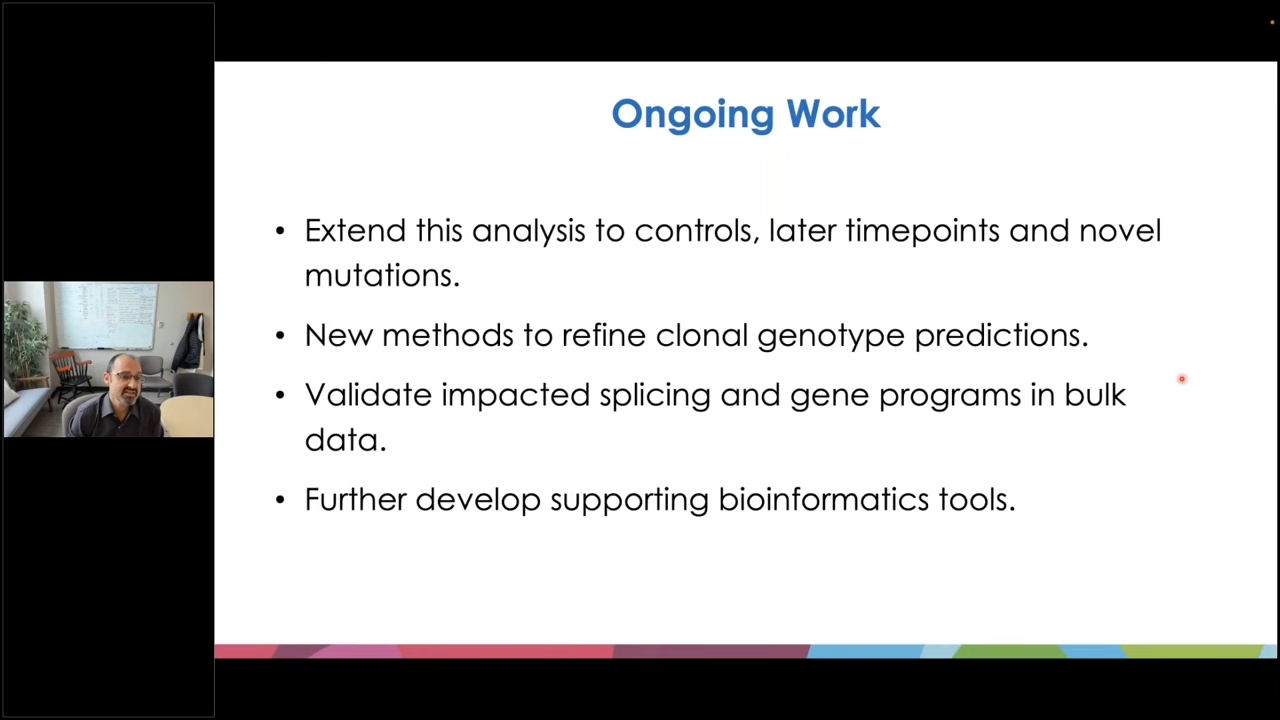 Ongoing Work
• Extend this analysis to controls, later timepoints and novel
mutations.
• New methods to refine clonal genotype predictions.
• Validate impacted splicing and gene programs in bulk
data.
• Further develop supporting bioinformatics tools.